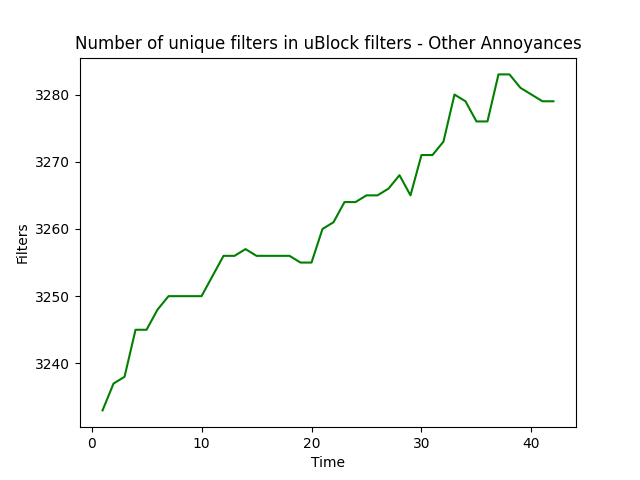 Number of unique filters in uBlock filters - Other Annoyances
3280
3270
3260
3250
3240
Filters
0 10 20 30 40
Time